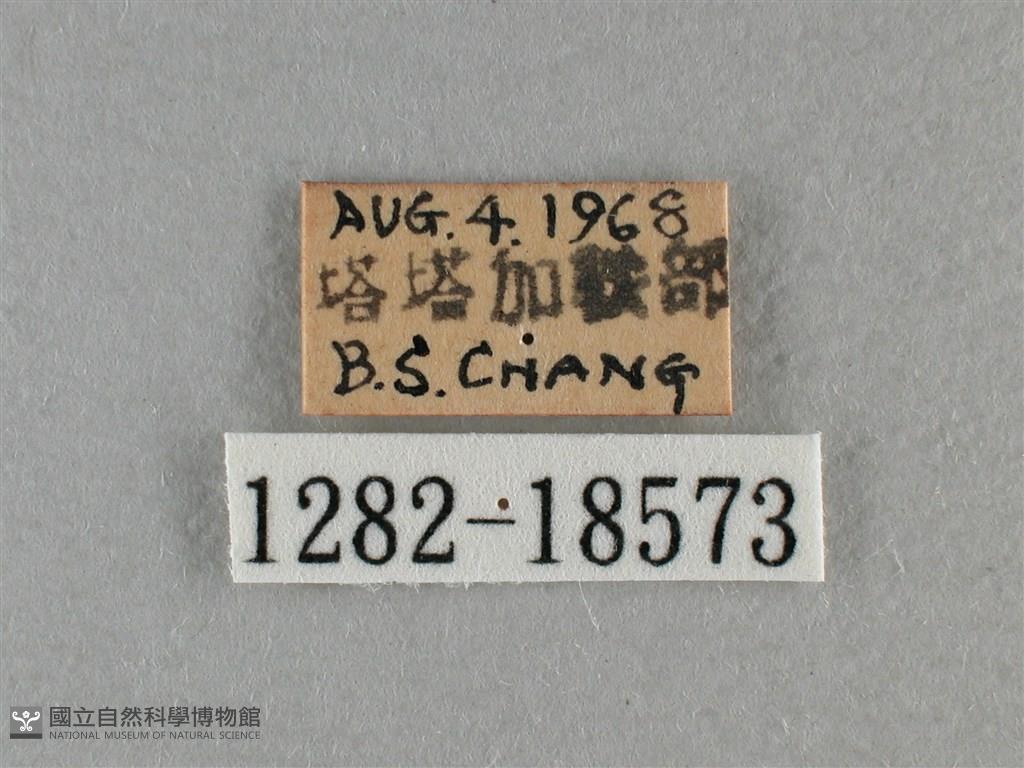 AUG. 4. 1968
塔塔加鞍部
B.S. CHANG
1282-18573
國立自然科學博物館
NATIONAL MUSEUM OF NATURAL SCIENCE